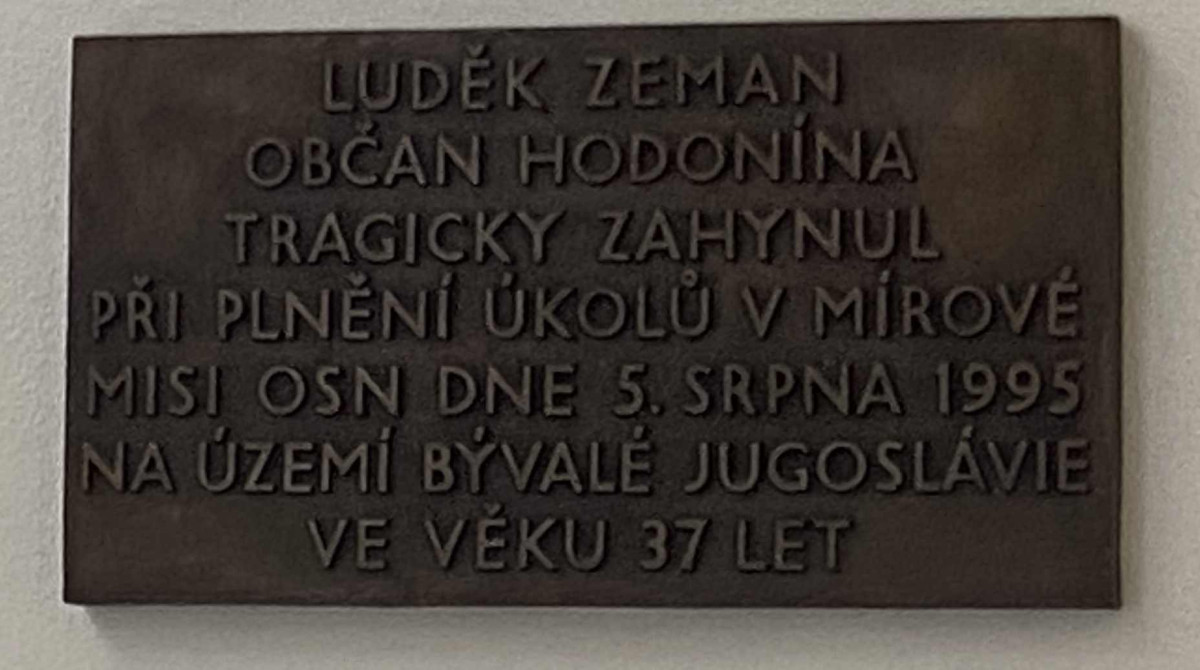 LUDĚK ZEMAN
OBČAN HODONÍNA
TRAGICKY ZAHYNUL
PŘI PLNĚNÍ ÚKOLŮ V MÍROVÉ
MISI OSN DNE 5. SRPNA 1995
NA ÚZEMÍ BÝVALÉ JUGOSLÁVIE
VE VĚKU 37 LET